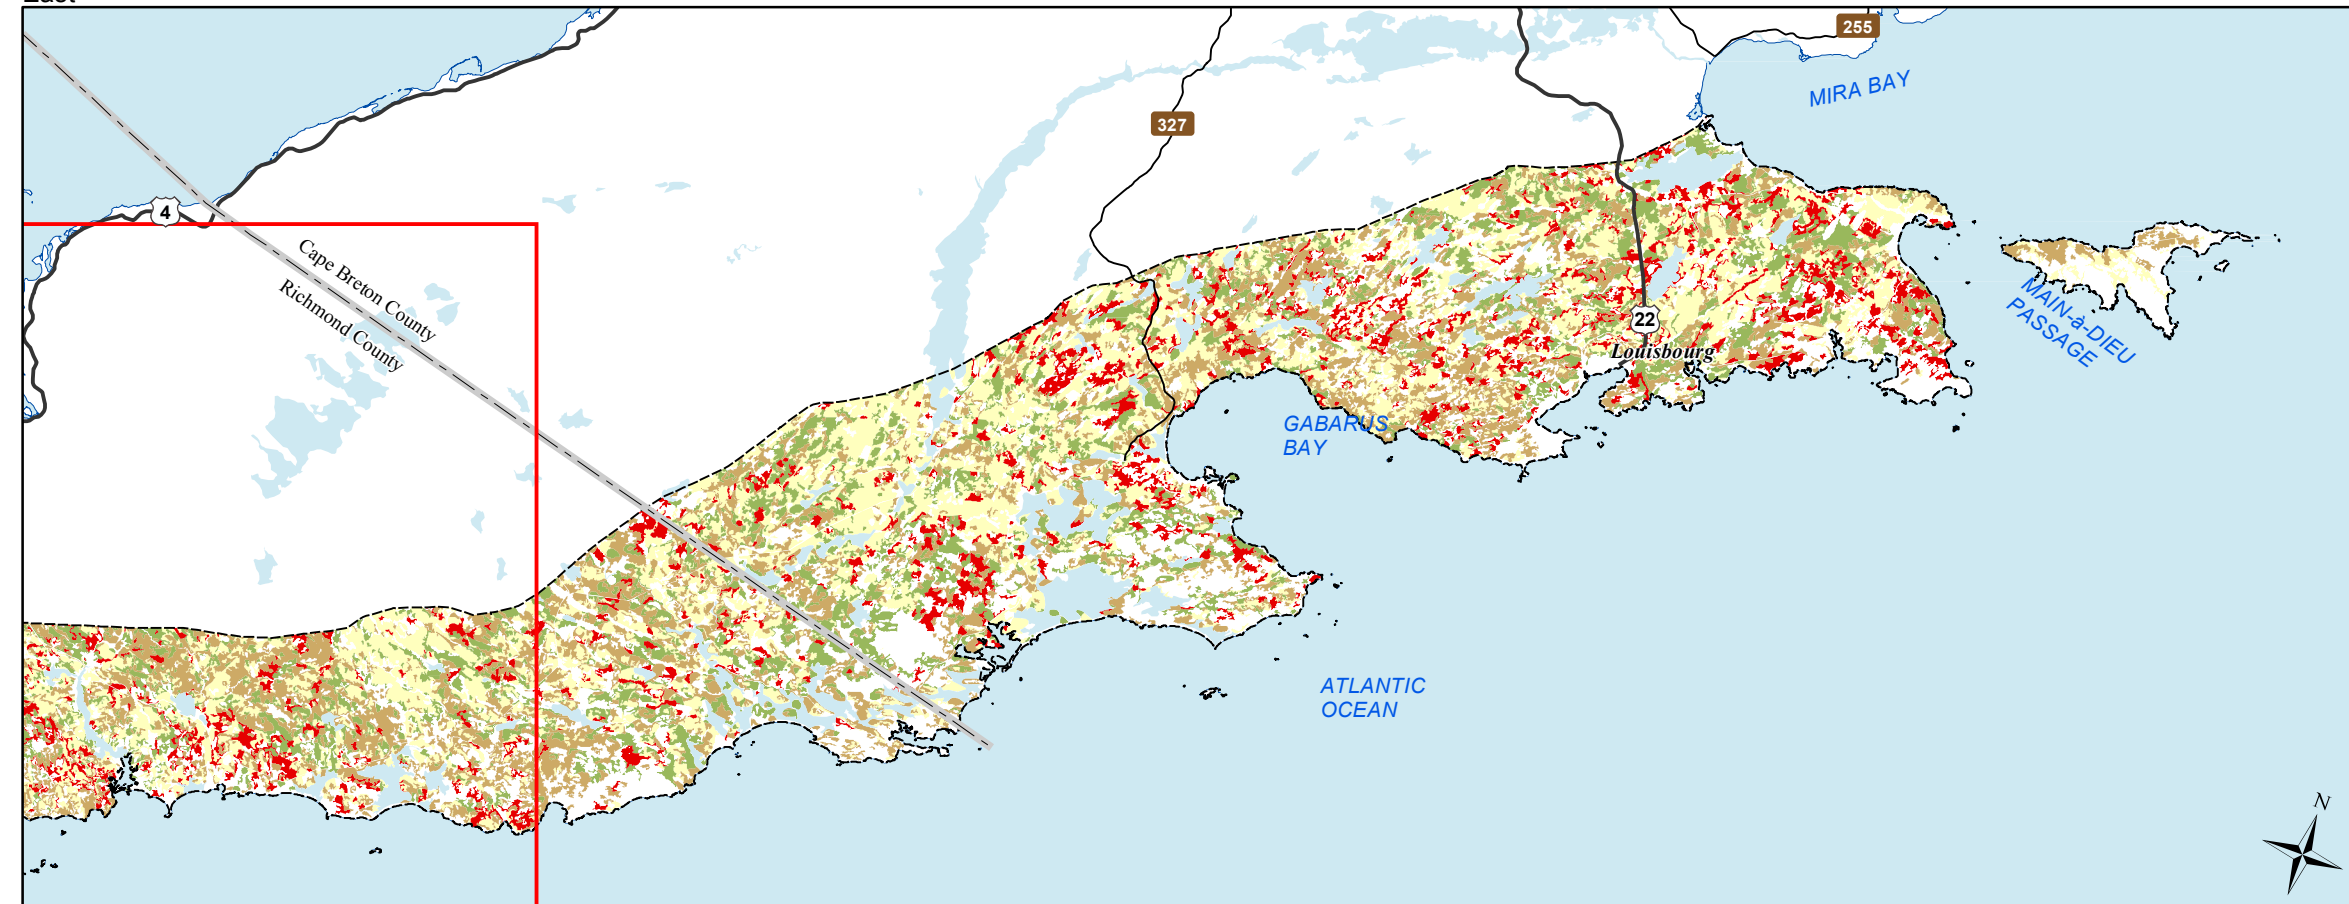 East
255
MIRA BAY
327
4
Cape Breton County
Richmond County
MAIN-à-DIEU
PASSAGE
22
Louisbourg
GABARUS
BAY
ATLANTIC
OCEAN
N